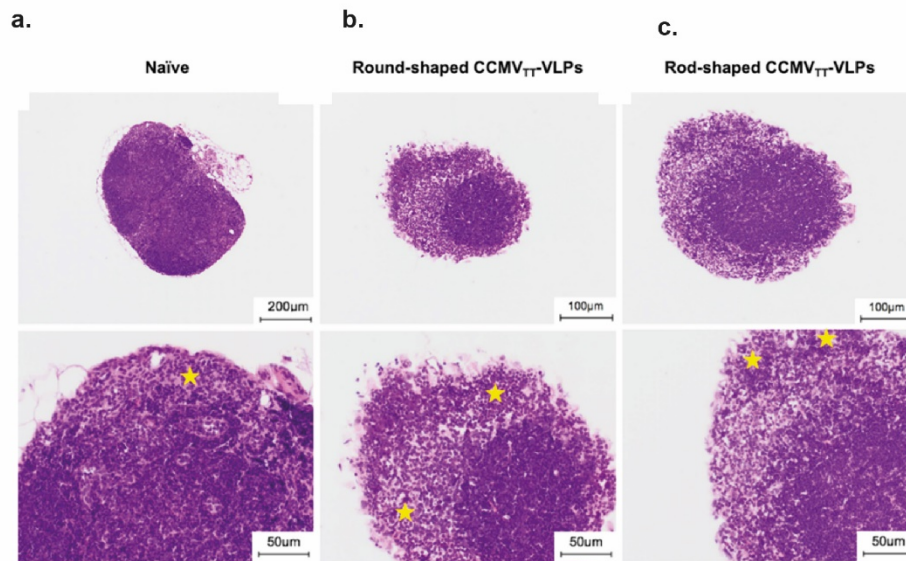 a.
b.
c.
Naïve
Round-shaped CCMVTT-VLPs
Rod-shaped CCMVTT-VLPs
200μm
100μm
100μm
50um
50um
50um